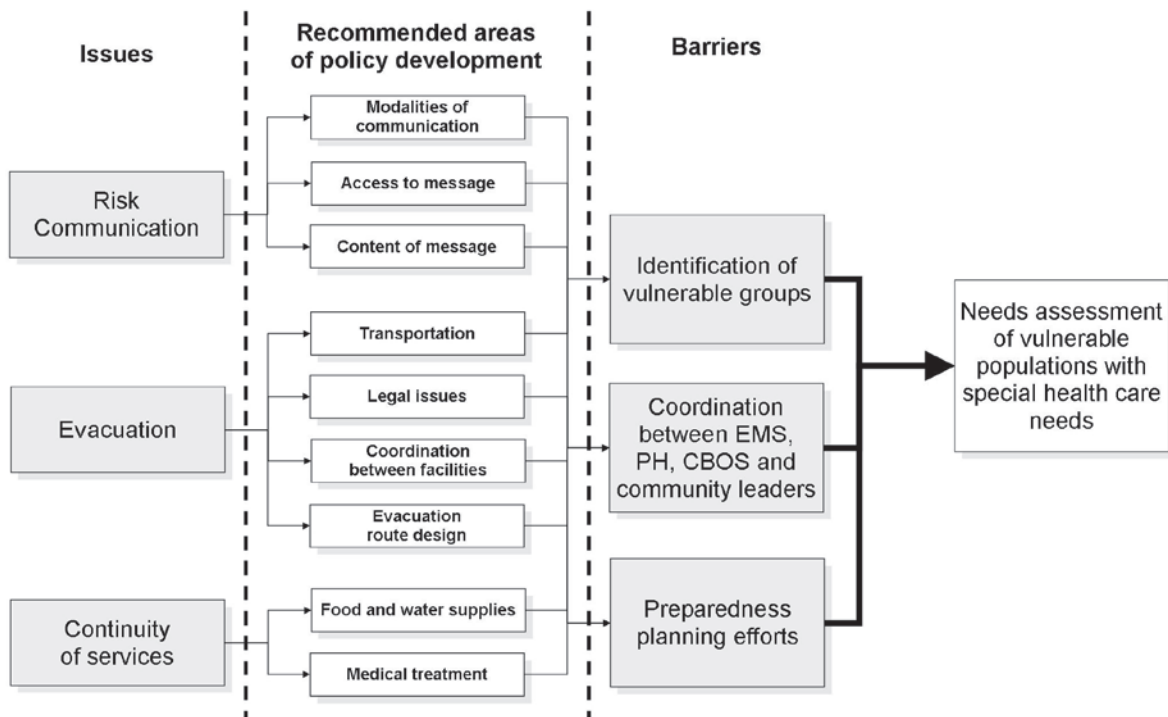 Issues
Recommended areas
of policy development
Barriers
Risk
Communication
Modalities of
communication
Access to message
Content of message
Evacuation
Transportation
Legal issues
Coordination
between facilities
Evacuation
route design
Continuity
of services
Food and water supplies
Medical treatment
Identification of
vulnerable groups
Coordination
between EMS,
PH, CBOS and
community leaders
Preparedness
planning efforts
Needs assessment
of vulnerable
populations with
special health care
needs